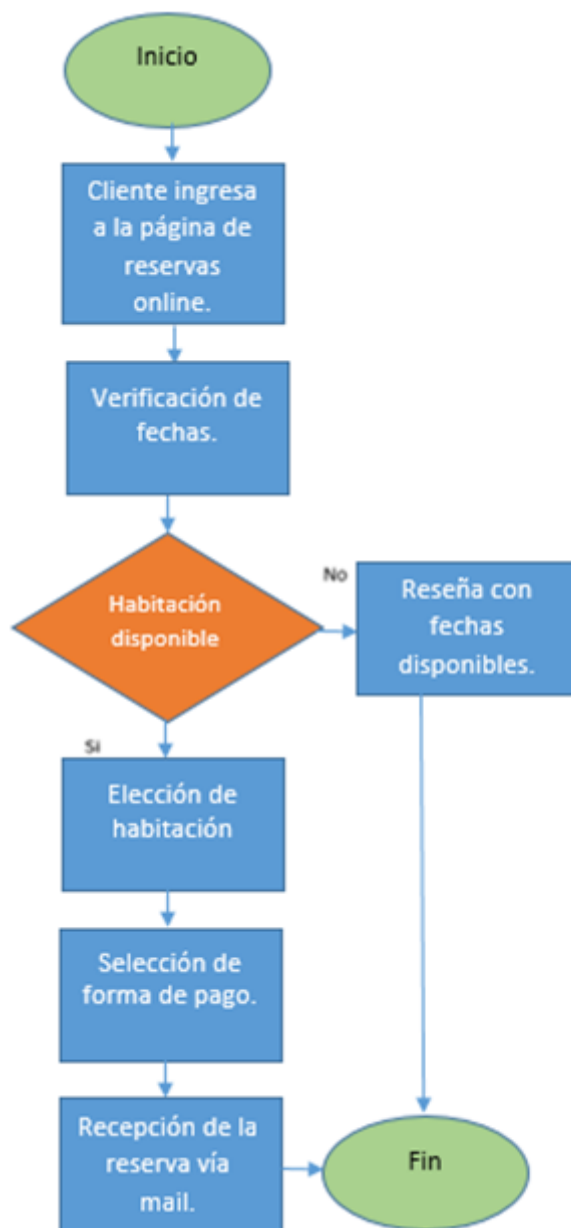 Inicio
Cliente ingresa
a la página de
reservas
online.
Verificación de
fechas.
Habitación
disponible
No
Reseña con
fechas
disponibles.
Si
Elección de
habitación
Selección de
forma de pago.
Recepción de la
reserva vía
mail.
Fin